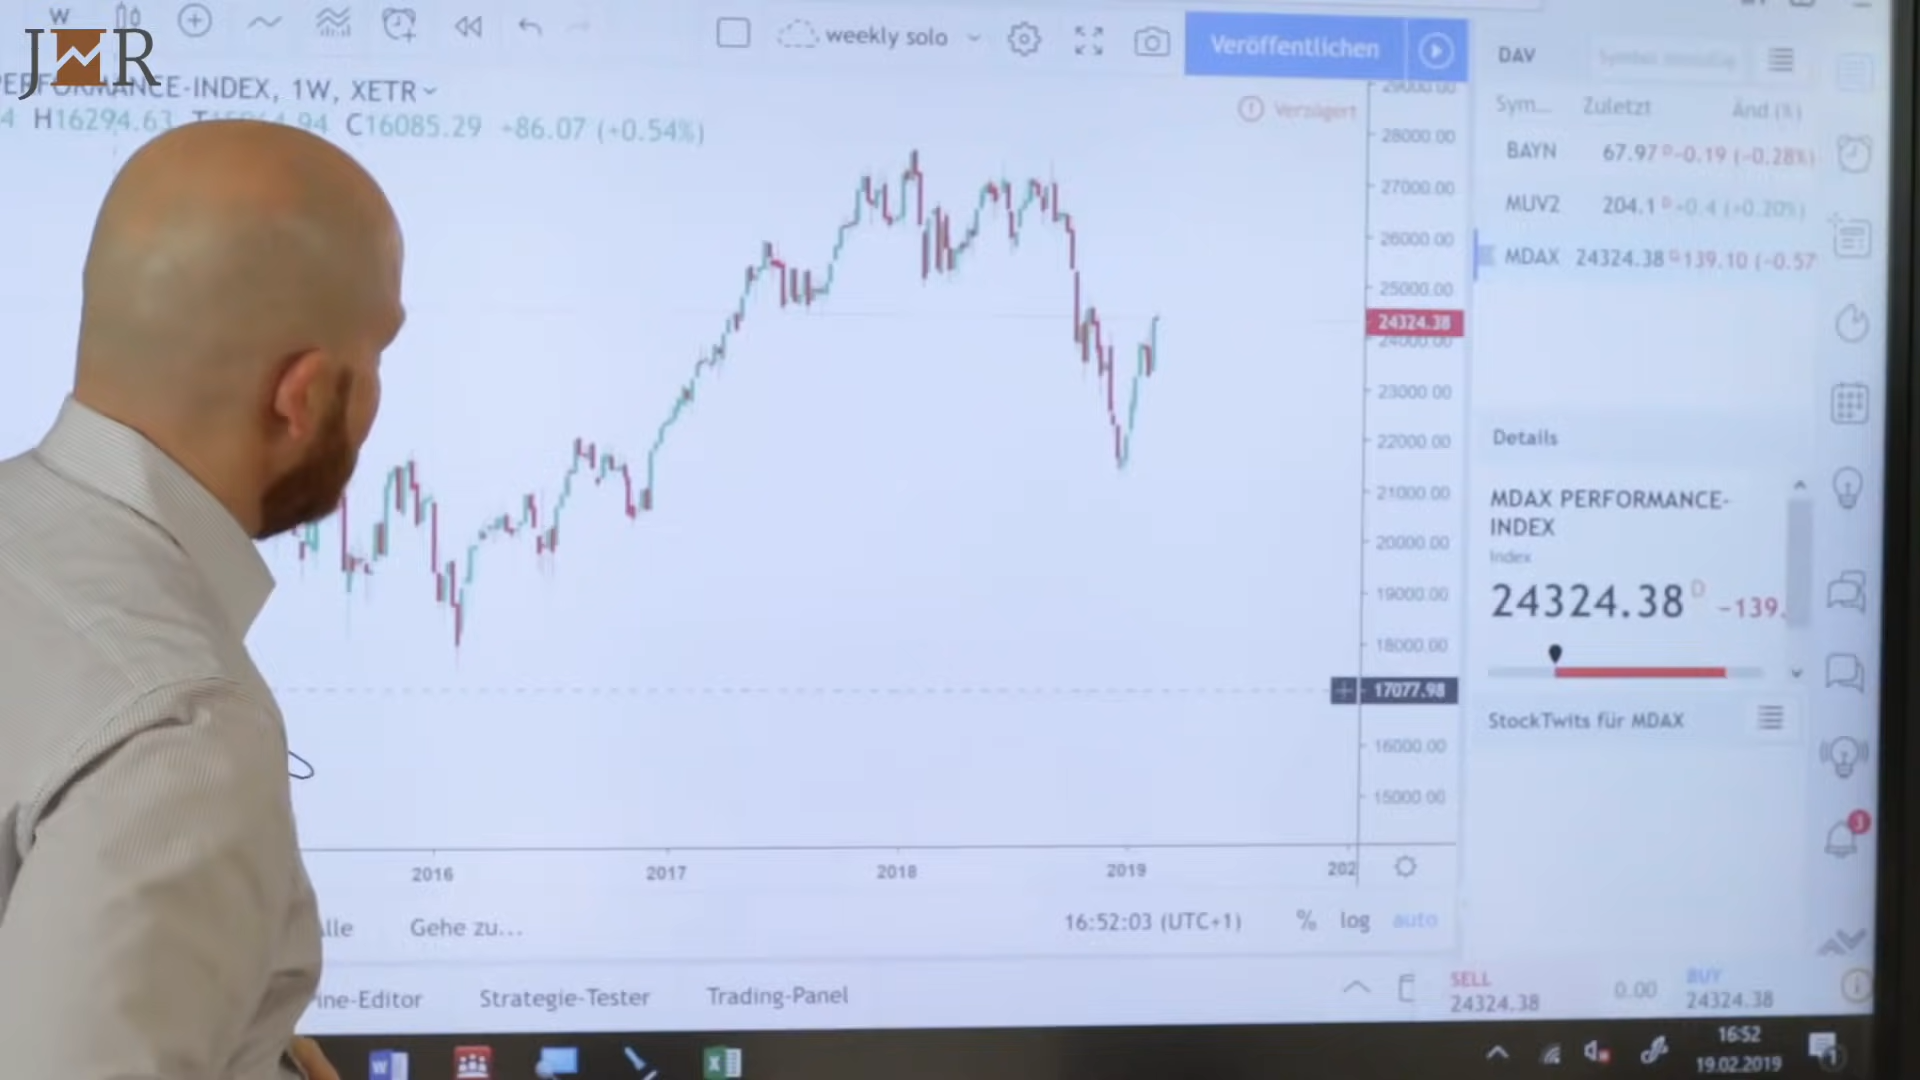 W
JMR
weekly solo
Veröffentlichen
PERFORMANCE-INDEX, 1W, XETR
4 H16294.63 C16085.29 +86.07 (+0.54%)
Verzögert
29000.00
28000.00
27000.00
26000.00
25000.00
24324.38
24000.00
23000.00
22000.00
21000.00
20000.00
19000.00
18000.00
17077.98
16000.00
15000.00
2016 2017 2018 2019 202
DAV
Sym... Zuletzt Änd (%)
BAYN 67.97 D -0.19 (-0.28%)
MUV2 204.1 D +0.4 (+0.20%)
MDAX 24324.38 D -139.10 (-0.57
Details
MDAX PERFORMANCE-
INDEX
Index
24324.38 D -139.
StockTwits für MDAX
3
lle Gehe zu... 16:52:03 (UTC+1) % log auto
ine-Editor Strategie-Tester Trading-Panel
SELL
24324.38
0.00
BUY
24324.38
16:52
19.02.2019
1